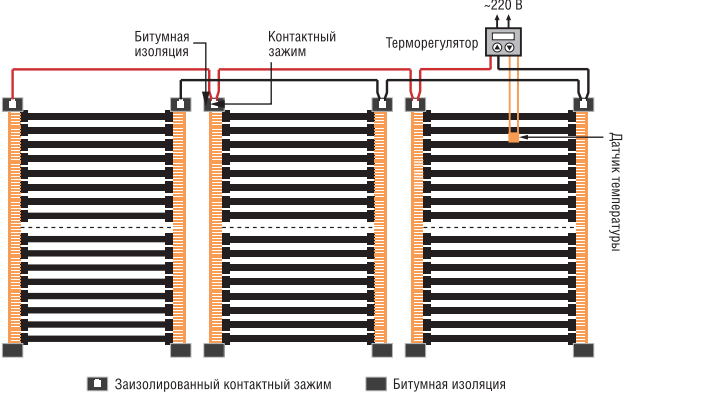 ~220 В
Битумная
изоляция
Контактный
зажим
Терморегулятор
Датчик температуры
Заизолированный контактный зажим
Битумная изоляция